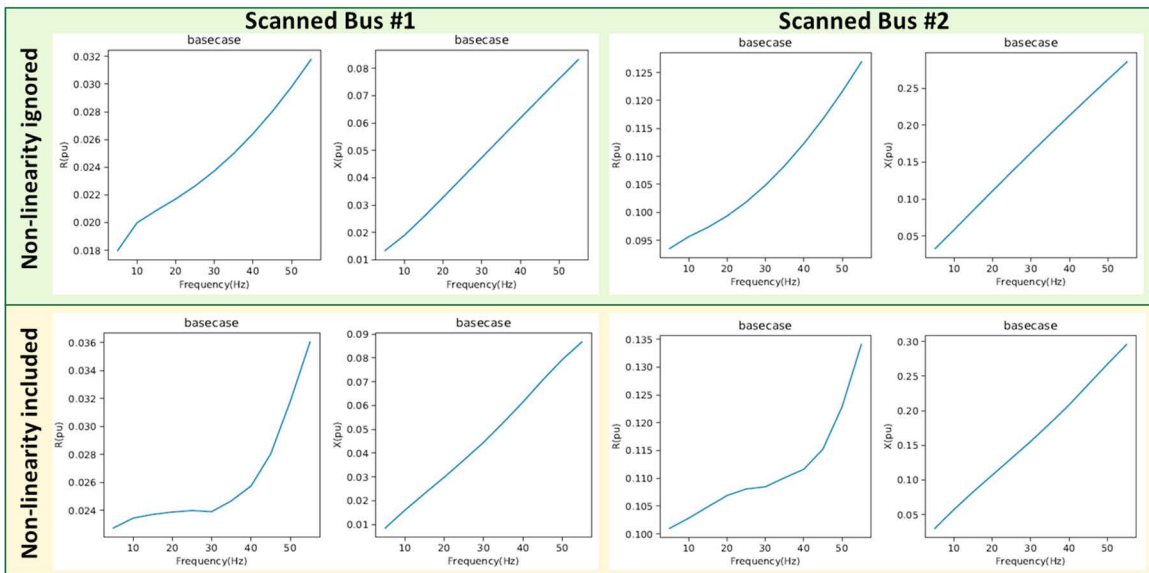 Scanned Bus #1
Scanned Bus #2
Non-linearity ignored
basecase
0.032
0.030
0.028
0.026
0.024
0.022
0.020
0.018
R(pu)
10 20 30 40 50
Frequency(Hz)
basecase
0.08
0.07
0.06
0.05
0.04
0.03
0.02
0.01
X(pu)
10 20 30 40 50
Frequency(Hz)
basecase
0.125
0.120
0.115
0.110
0.105
0.100
0.095
R(pu)
10 20 30 40 50
Frequency(Hz)
basecase
0.25
0.20
0.15
0.10
0.05
X(pu)
10 20 30 40 50
Frequency(Hz)
Non-linearity included
basecase
0.036
0.034
0.032
0.030
0.028
0.026
0.024
R(pu)
10 20 30 40 50
Frequency(Hz)
basecase
0.09
0.08
0.07
0.06
0.05
0.04
0.03
0.02
0.01
X(pu)
10 20 30 40 50
Frequency(Hz)
basecase
0.135
0.130
0.125
0.120
0.115
0.110
0.105
0.100
R(pu)
10 20 30 40 50
Frequency(Hz)
basecase
0.30
0.25
0.20
0.15
0.10
0.05
X(pu)
10 20 30 40 50
Frequency(Hz)